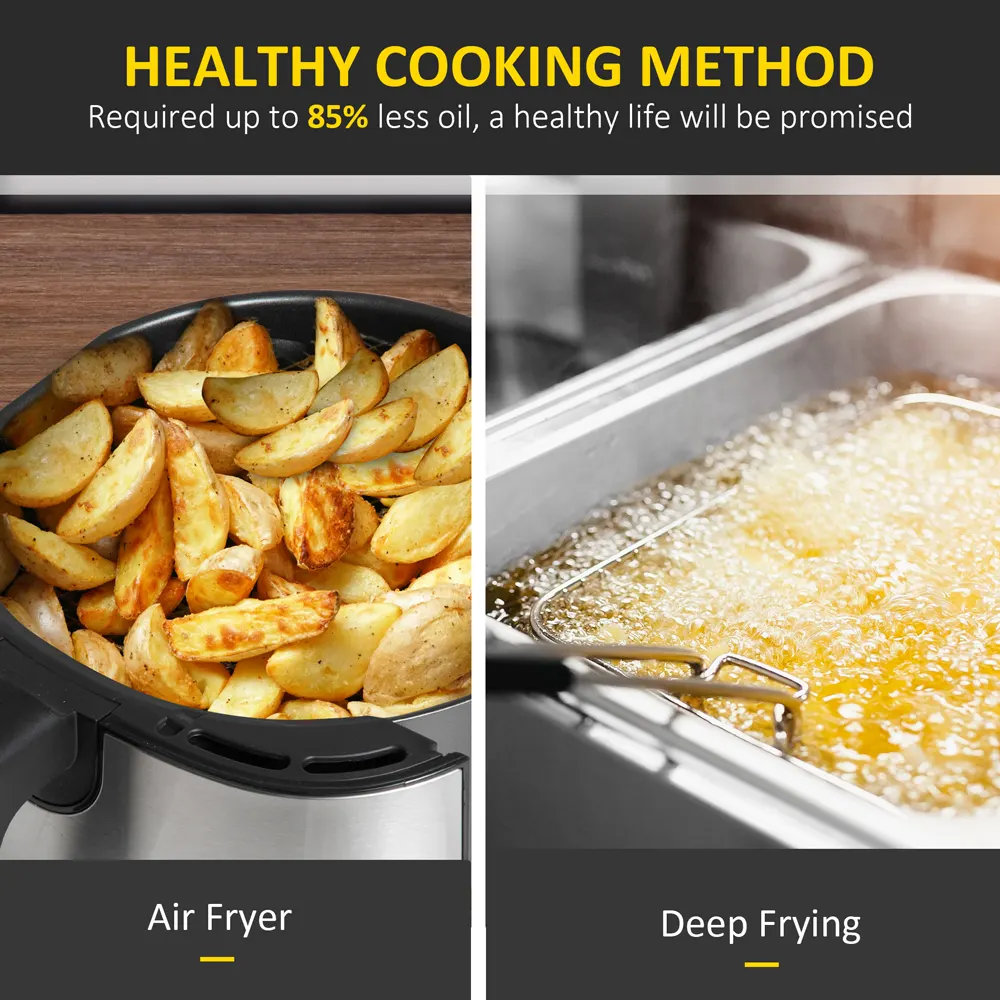 HEALTHY COOKING METHOD
Required up to 85% less oil, a healthy life will be promised
Air Fryer
Deep Frying